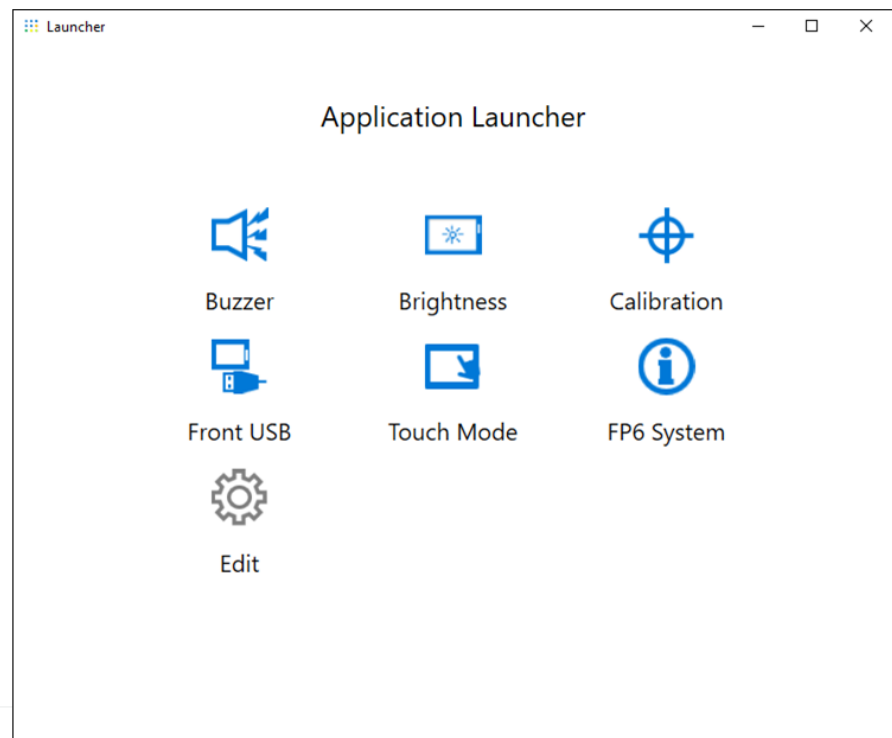 Launcher
Application Launcher
Buzzer
Brightness
Calibration
Front USB
Touch Mode
FP6 System
Edit